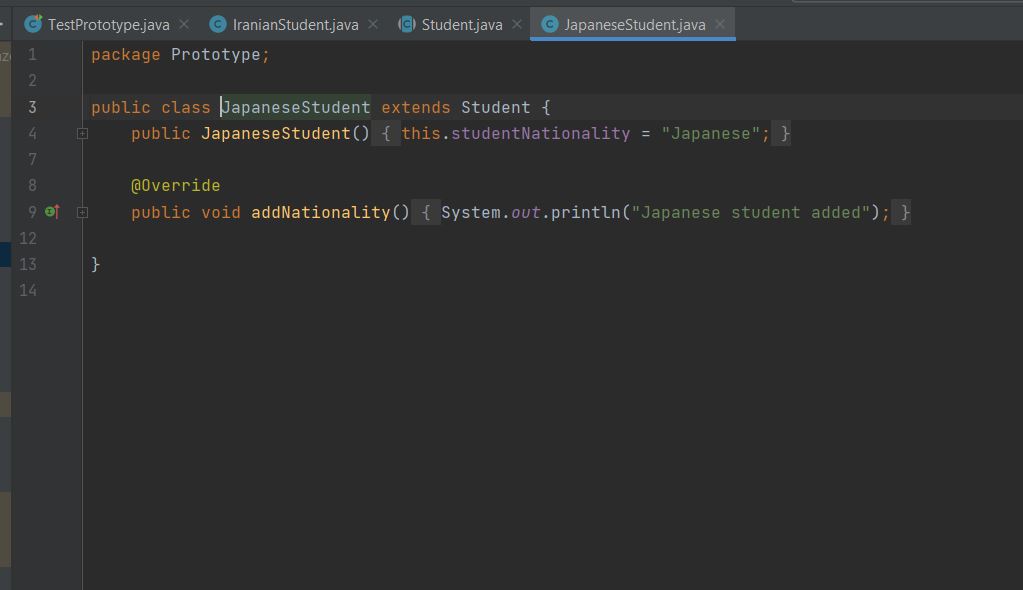 TestPrototype.java IranianStudent.java Student.java JapaneseStudent.java
1 package Prototype;
2
3 public class JapaneseStudent extends Student {
4 public JapaneseStudent() { this.studentNationality = "Japanese"; }
7
8 @Override
9 public void addNationality() { System.out.println("Japanese student added"); }
12
13 }
14